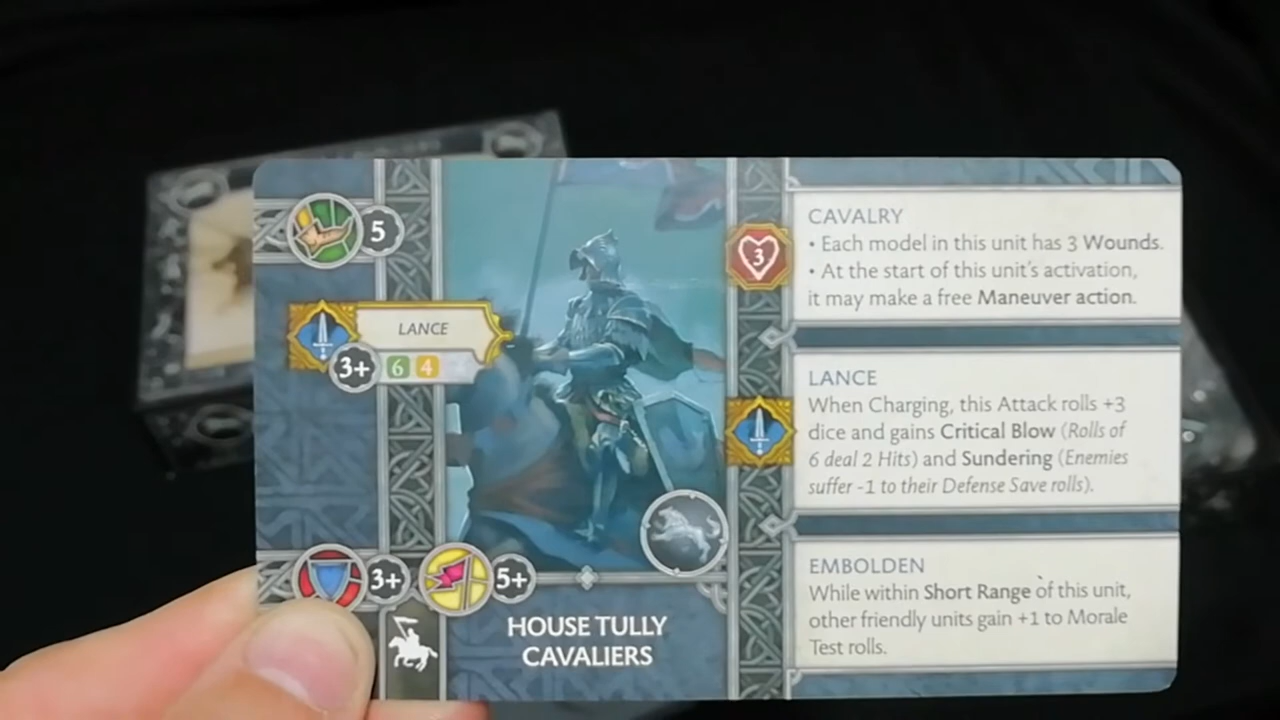 5
LANCE
3+ 6 4
3+ 5+
HOUSE TULLY
CAVALIERS
3
CAVALRY
• Each model in this unit has 3 Wounds.
• At the start of this unit's activation,
it may make a free Maneuver action.
LANCE
When Charging, this Attack rolls +3
dice and gains Critical Blow (Rolls of
6 deal 2 Hits) and Sundering (Enemies
suffer -1 to their Defense Save rolls).
EMBOLDEN
While within Short Range of this unit,
other friendly units gain +1 to Morale
Test rolls.